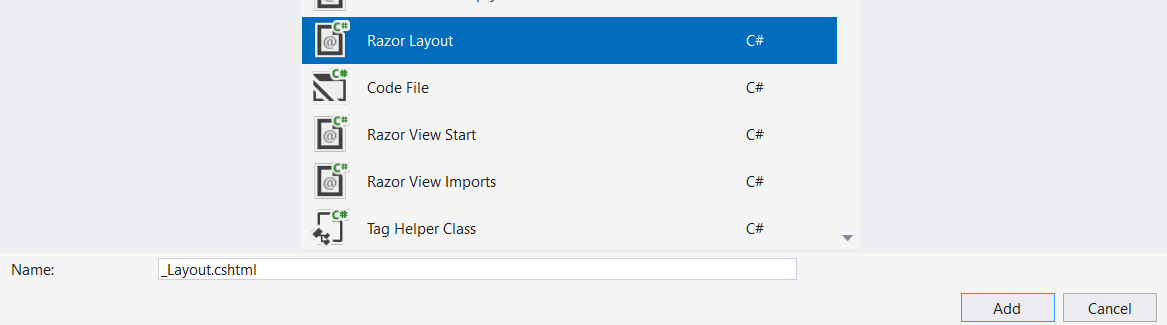 Razor Layout C#
Code File C#
Razor View Start C#
Razor View Imports C#
Tag Helper Class C#
Name: _Layout.cshtml
Add Cancel